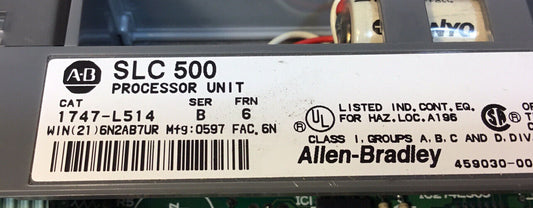 A-B
SLC 500
PROCESSOR UNIT
CAT SER FRN
1747-L514 B 6
WIN(21)6N2AB7UR Mfg:0597 FAC.6N
UL
LISTED IND. CONT. EQ.
FOR HAZ. LOC. A196
CLASS I, GROUPS A, B, C AND D, DIV
Allen-Bradley
459030-00